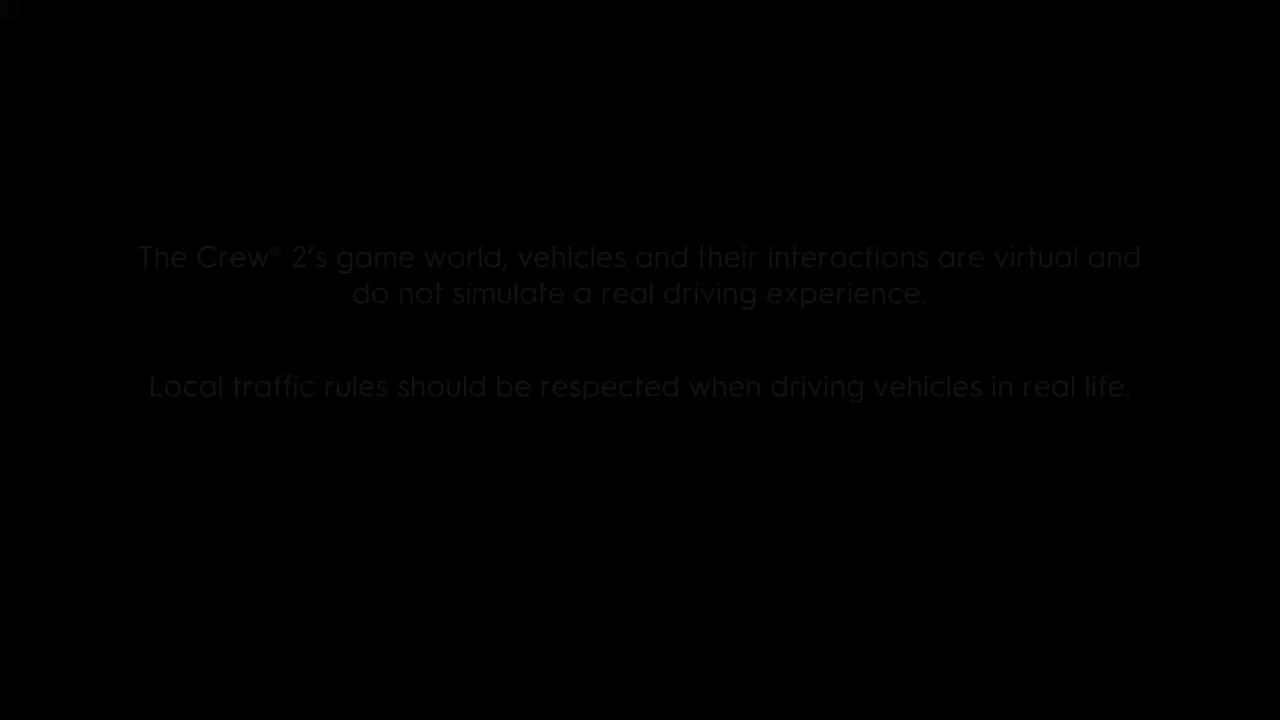 The Crew® 2's game world, vehicles and their interactions are virtual and
do not simulate a real driving experience.
Local traffic rules should be respected when driving vehicles in real life.